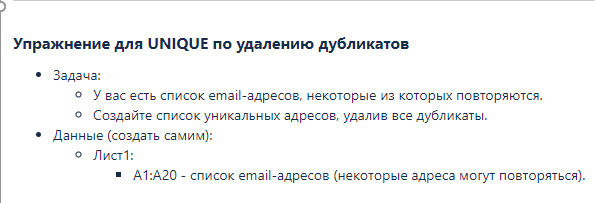 Упражнение для UNIQUE по удалению дубликатов
Задача:
У вас есть список email-адресов, некоторые из которых повторяются.
Создайте список уникальных адресов, удалив все дубликаты.
Данные (создать самим):
Лист1:
A1:A20 - список email-адресов (некоторые адреса могут повторяться).